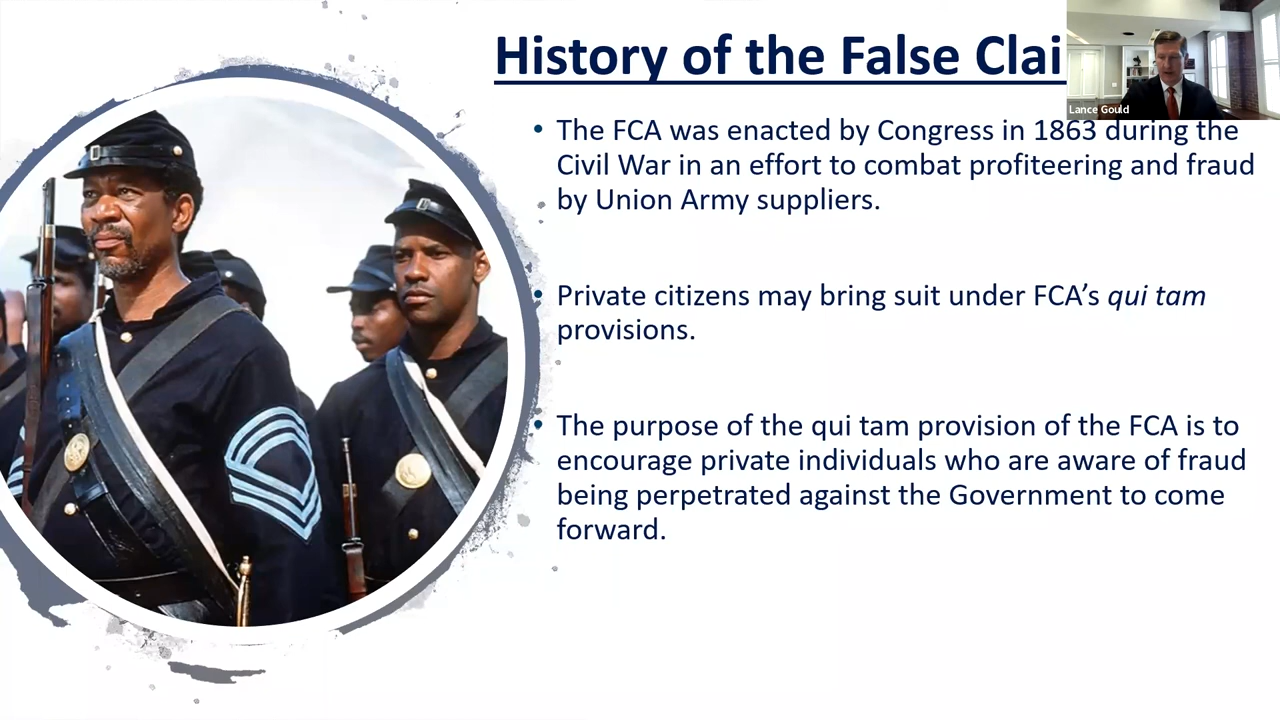 History of the False Clai
Lance Gould
• The FCA was enacted by Congress in 1863 during the
Civil War in an effort to combat profiteering and fraud
by Union Army suppliers.
• Private citizens may bring suit under FCA’s qui tam
provisions.
• The purpose of the qui tam provision of the FCA is to
encourage private individuals who are aware of fraud
being perpetrated against the Government to come
forward.